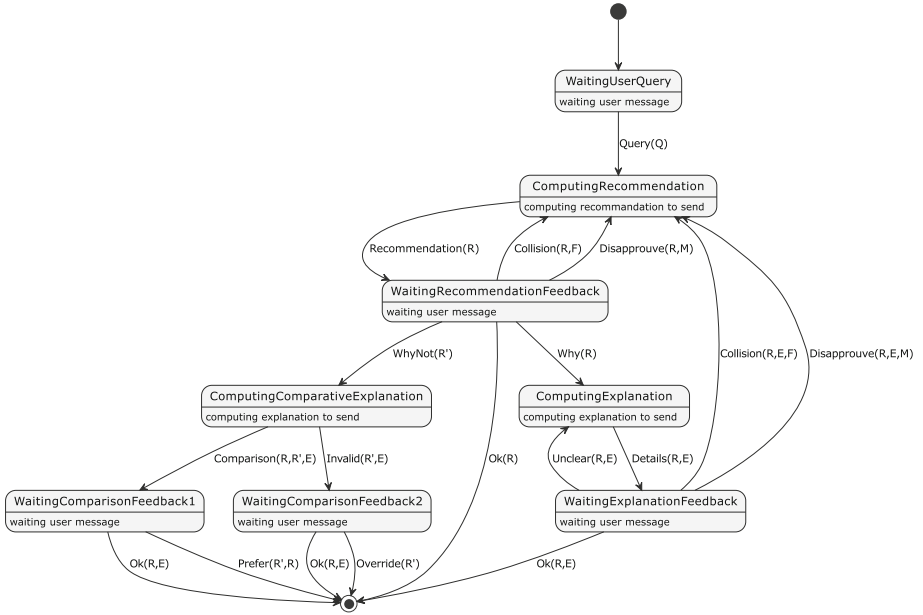 WaitingUserQuery
waiting user message
Query(Q)
ComputingRecommendation
computing recommandation to send
Recommendation(R)
Collision(R,F)
Disapprouve(R,M)
WaitingRecommendationFeedback
waiting user message
WhyNot(R')
Why(R)
Collision(R,E,F)
Disapprouve(R,E,M)
ComputingComparativeExplanation
computing explanation to send
ComputingExplanation
computing explanation to send
Comparison(R,R',E)
Invalid(R',E)
Ok(R)
Unclear(R,E)
Details(R,E)
WaitingComparisonFeedback1
waiting user message
WaitingComparisonFeedback2
waiting user message
WaitingExplanationFeedback
waiting user message
Ok(R,E)
Prefer(R',R)
Ok(R,E)
Override(R')
Ok(R,E)